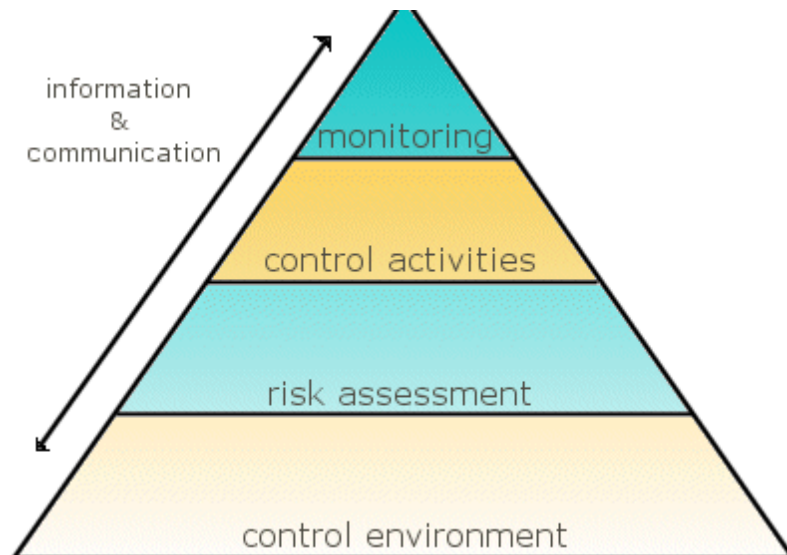 information
&
communication
monitoring
control activities
risk assessment
control environment